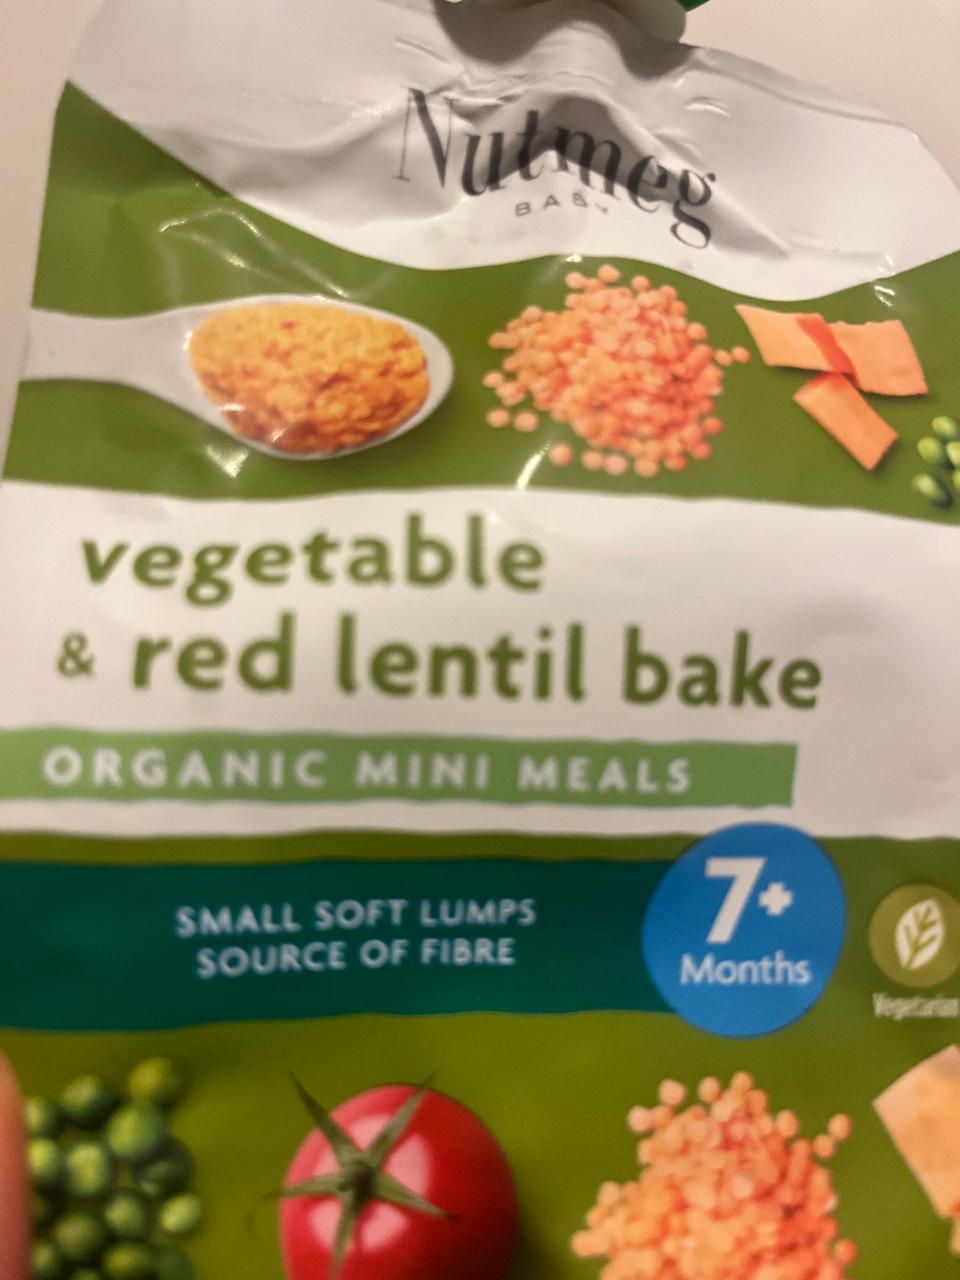 Nutmeg
BABY
vegetable
& red lentil bake
ORGANIC MINI MEALS
SMALL SOFT LUMPS
SOURCE OF FIBRE
7+
Months
Vegetarian